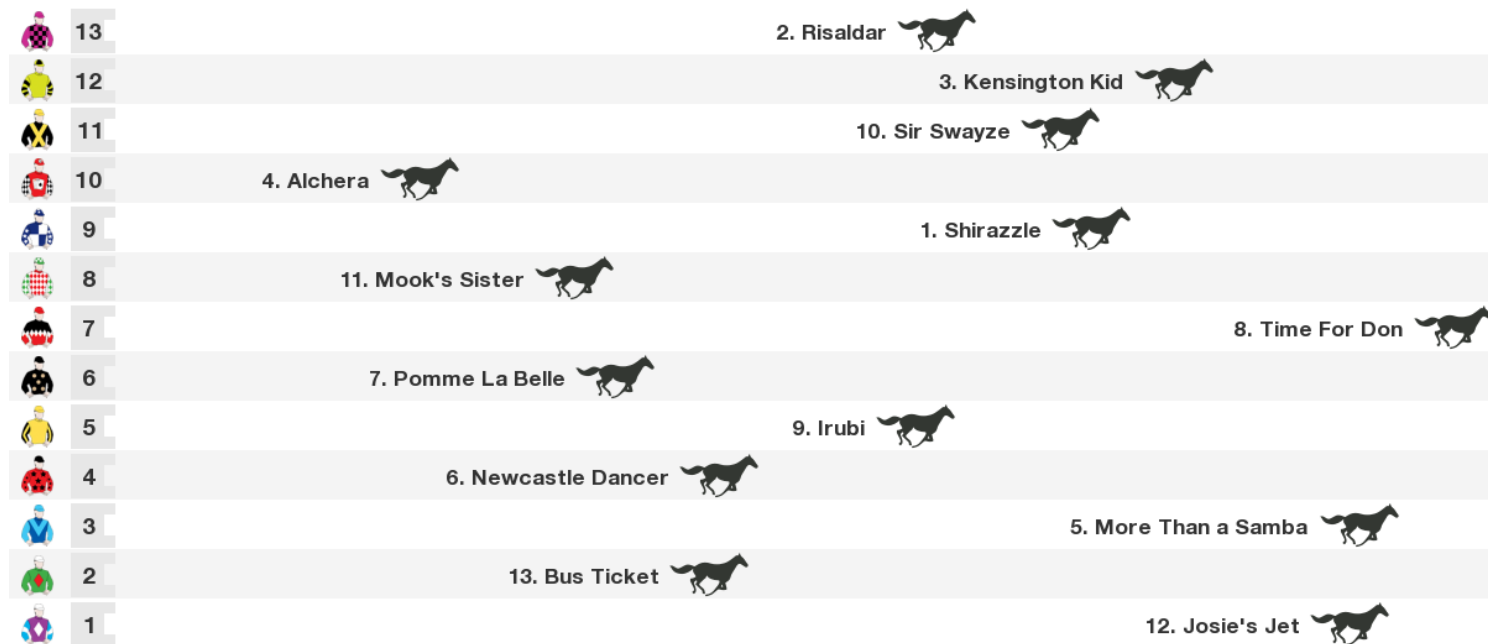 13 2. Risaldar
12 3. Kensington Kid
11 10. Sir Swayze
10 4. Alchera
9 1. Shirazzle
8 11. Mook's Sister
7 8. Time For Don
6 7. Pomme La Belle
5 9. Irubi
4 6. Newcastle Dancer
3 5. More Than a Samba
2 13. Bus Ticket
1 12. Josie's Jet